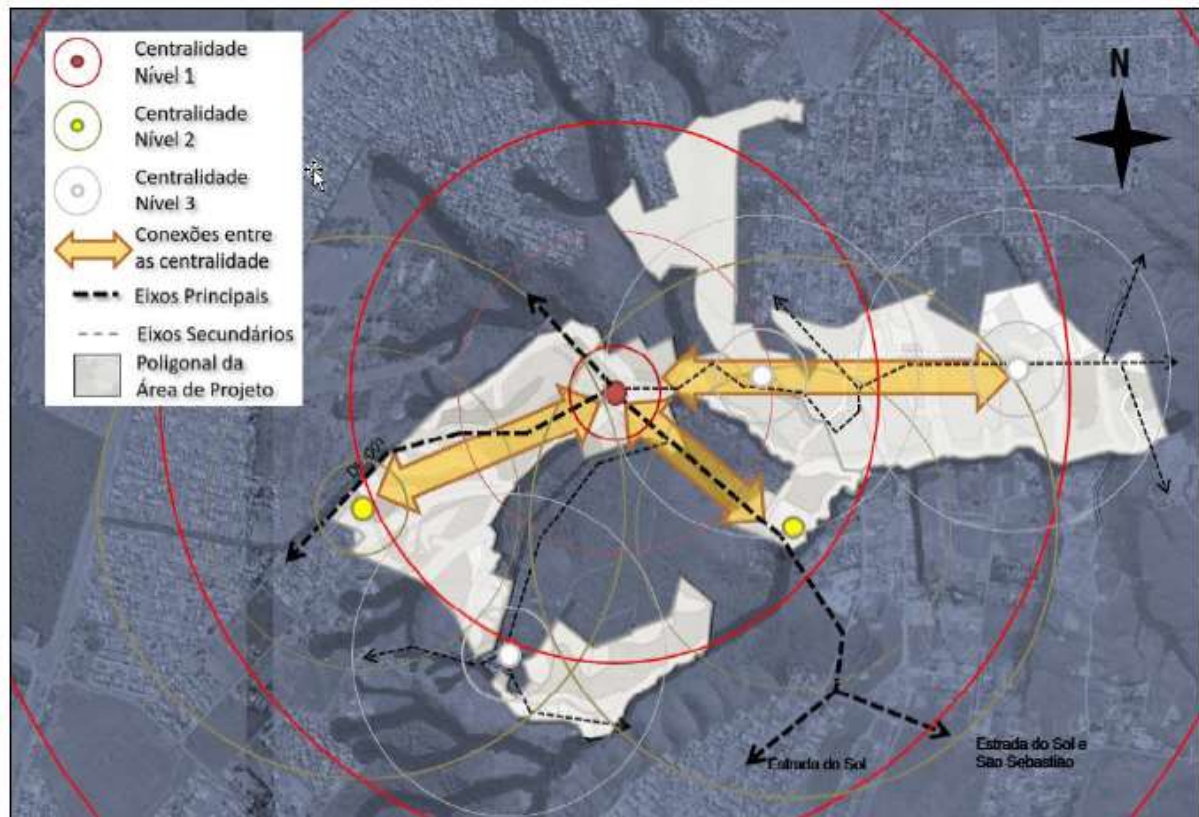 Centralidade
Nível 1
Centralidade
Nível 2
Centralidade
Nível 3
Conexões entre
as centralidade
Eixos Principais
Eixos Secundários
Poligonal da
Área de Projeto
N
Estrada do Sol
Estrada do Sol e
São Sebastião